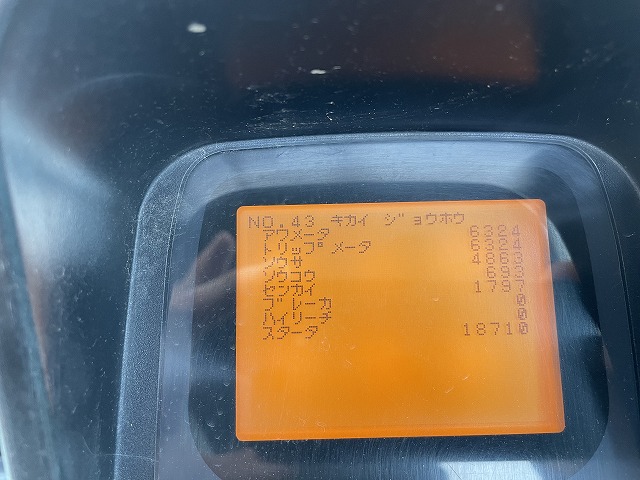 NO.43 キカイ ジョウホウ
アワメータ 6324
トリップメータ 6324
ソウサ 4863
ソウコウ 693
センカイ 1797
ブレーカ 0
ハイリーチ 0
スタータ 18710